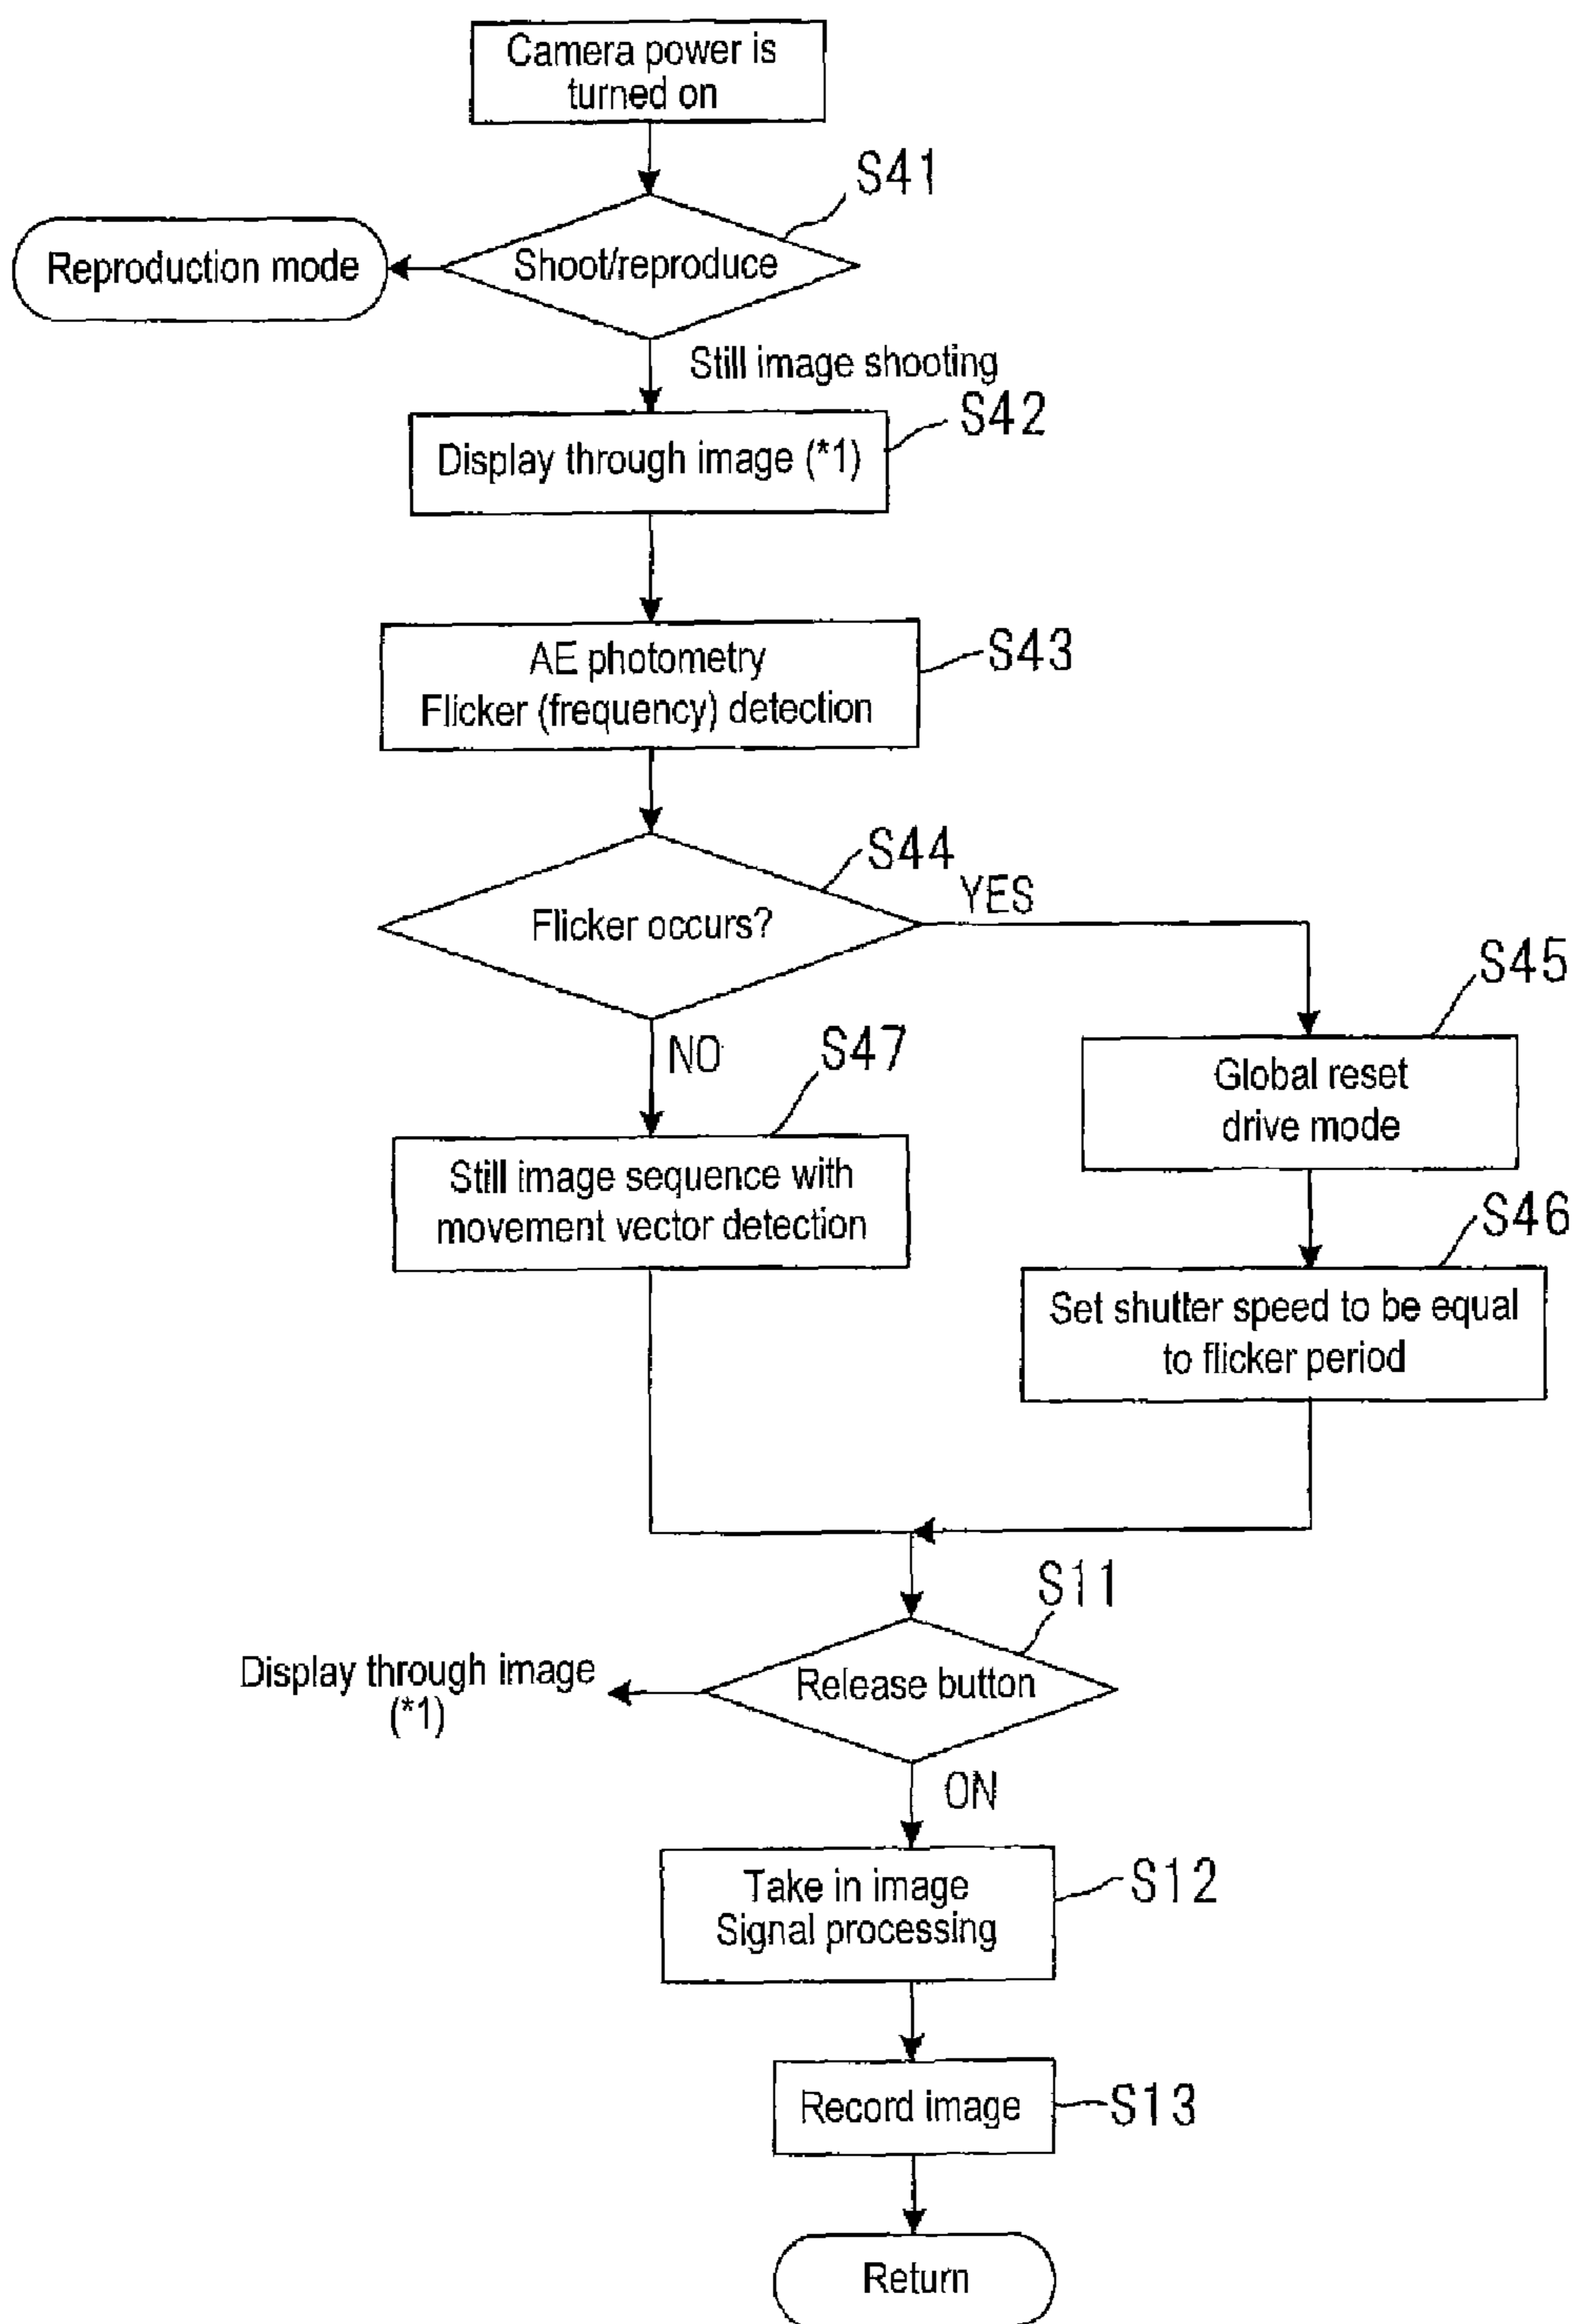 Camera power is
turned on
S41
Shoot/reproduce
Reproduction mode
Still image shooting
S42
Display through image (*1)
S43
AE photometry
Flicker (frequency) detection
S44
Flicker occurs?
YES
S45
Global reset
drive mode
NO
S47
Still image sequence with
movement vector detection
S46
Set shutter speed to be equal
to flicker period
S11
Release button
Display through image
(*1)
ON
S12
Take in image
Signal processing
S13
Record image
Return